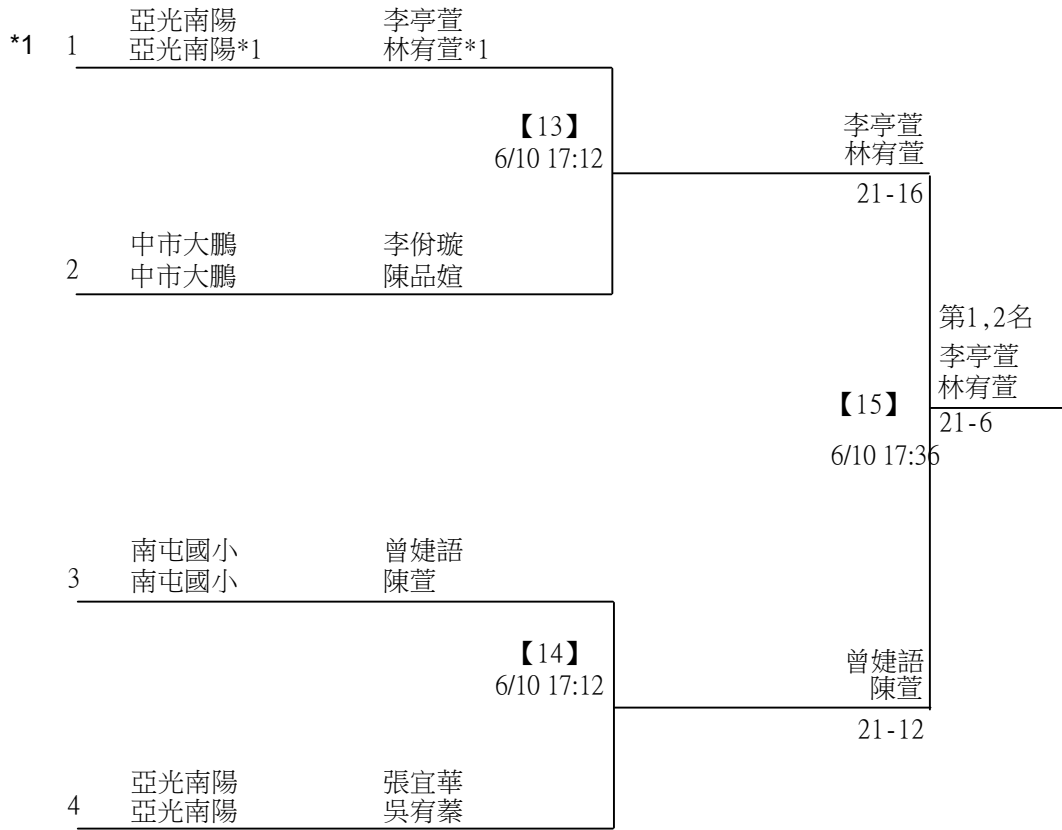 亞光南陽 李亭萱
*1 1 亞光南陽*1 林宥萱*1
【13】
6/10 17:12
李亭萱
林宥萱
21-16
中市大鵬 李佾璇
2 中市大鵬 陳品媗
第1,2名
李亭萱
林宥萱
【15】
21-6
6/10 17:36
南屯國小 曾婕語
3 南屯國小 陳萱
【14】
6/10 17:12
曾婕語
陳萱
21-12
亞光南陽 張宜華
4 亞光南陽 吳宥蓁